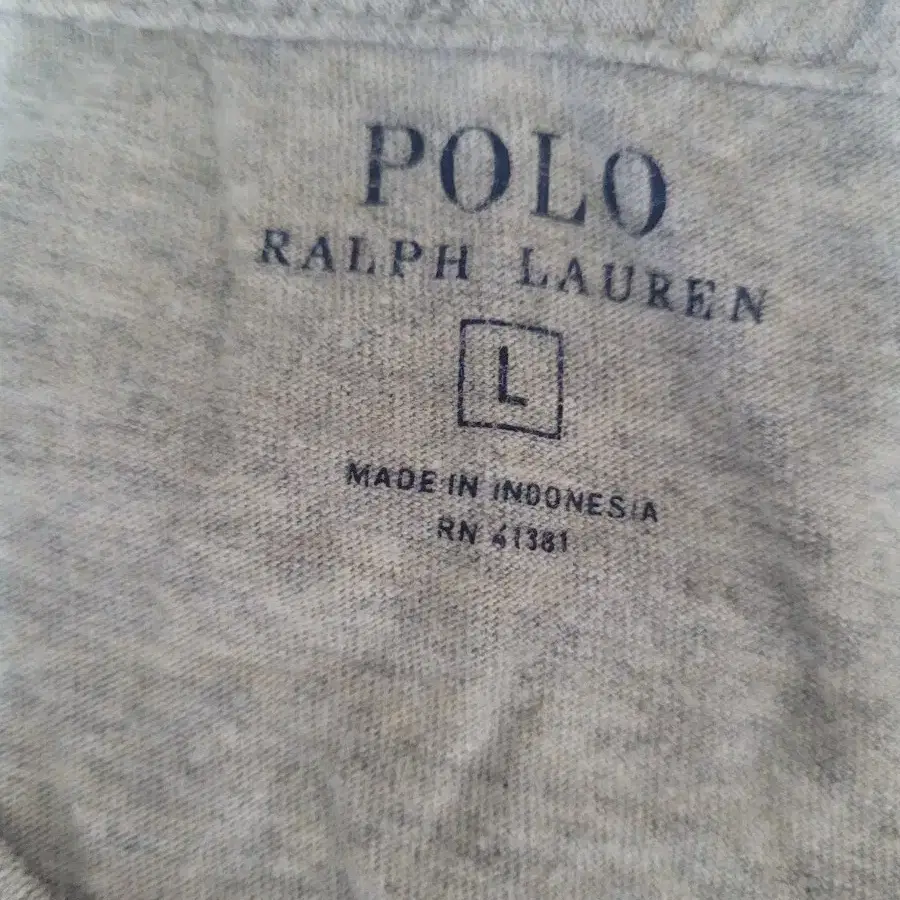 POLO
RALPH LAUREN
L
MADE IN INDONESIA
RN 41381